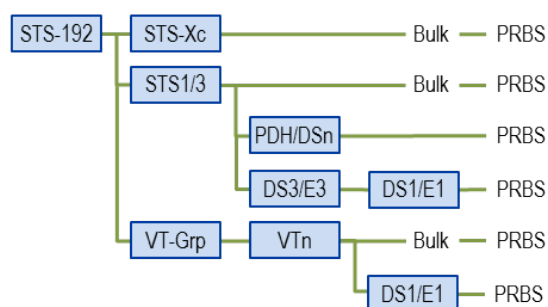 STS-192 STS-Xc Bulk PRBS
STS1/3 Bulk PRBS
PDH/DSn PRBS
DS3/E3 DS1/E1 PRBS
VT-Grp VTn Bulk PRBS
DS1/E1 PRBS